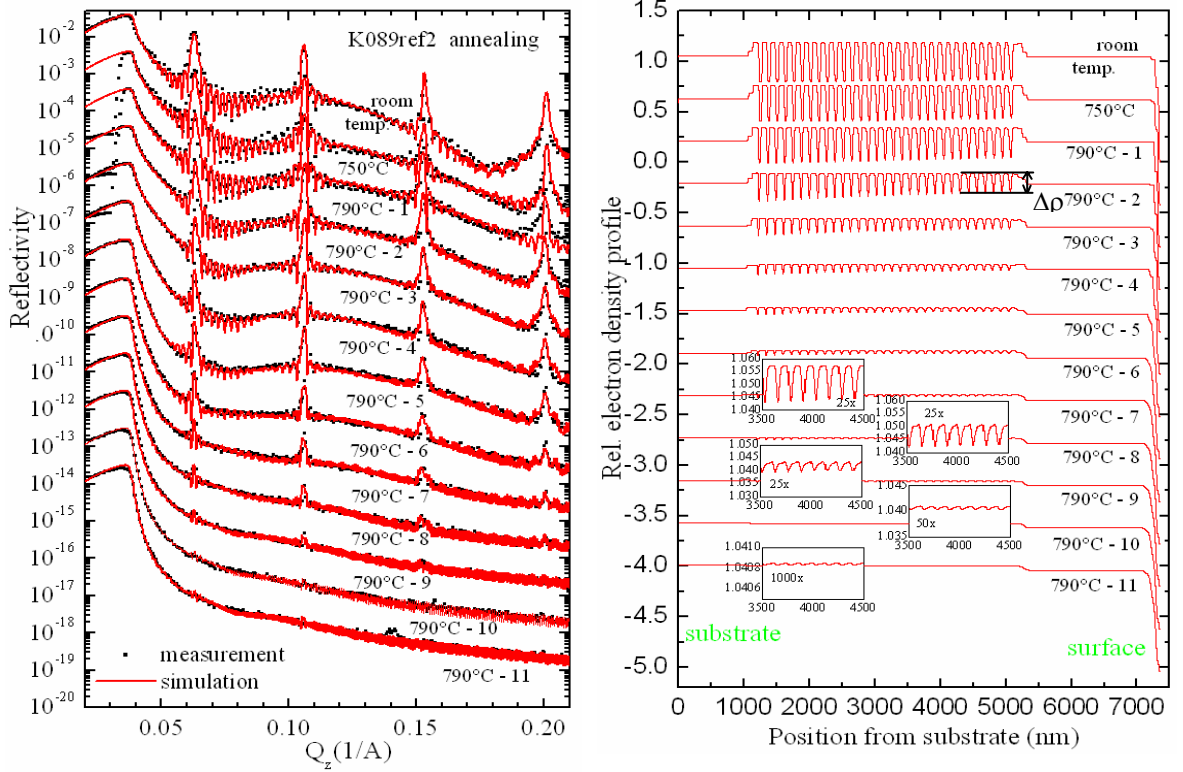 K089ref2 annealing
10^-2
10^-3
10^-4
10^-5
10^-6
10^-7
10^-8
10^-9
.0^-10
10^-11
10^-12
10^-13
10^-14
10^-15
10^-16
10^-17
10^-18
10^-19
10^-20
Reflectivity
room
temp.
750°C
790°C - 1
790°C - 2
790°C - 3
790°C - 4
790°C - 5
790°C - 6
790°C - 7
790°C - 8
790°C - 9
790°C - 10
790°C - 11
measurement
simulation
0.05 0.10 0.15 0.20
Q_z (1/A)
1.5
1.0
0.5
0.0
-0.5
-1.0
-1.5
-2.0
-2.5
-3.0
-3.5
-4.0
-4.5
-5.0
Rel. electron density profile
room
temp.
750°C
790°C - 1
790°C - 2
Δρ
790°C - 3
790°C - 4
790°C - 5
790°C - 6
790°C - 7
790°C - 8
790°C - 9
790°C - 10
790°C - 11
1.060
1.055
1.050
1.045
1.040
25x
3500 4000 4500
1.060
1.055
1.050
1.045
1.040
25x
3500 4000 4500
1.050
1.045
1.040
1.035
1.030
25x
3500 4000 4500
1.045
1.040
1.035
50x
3500 4000 4500
1.0410
1.0408
1.0406
1000x
3500 4000 4500
substrate
surface
0 1000 2000 3000 4000 5000 6000 7000
Position from substrate (nm)